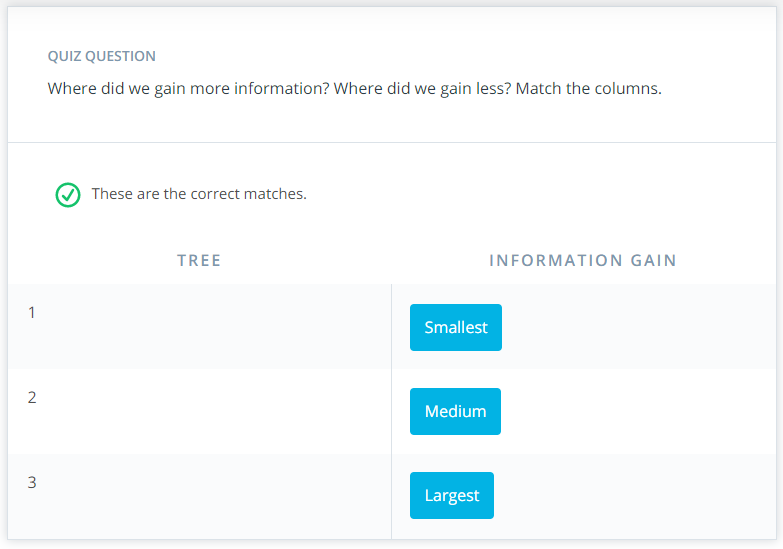 QUIZ QUESTION
Where did we gain more information? Where did we gain less? Match the columns.
These are the correct matches.
TREE INFORMATION GAIN
1 Smallest
2 Medium
3 Largest